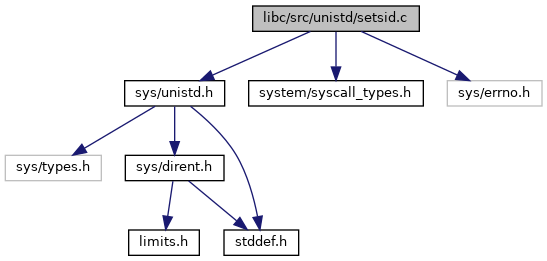 libc/src/unistd/setsid.c
sys/unistd.h
system/syscall_types.h
sys/errno.h
sys/types.h
sys/dirent.h
limits.h
stddef.h